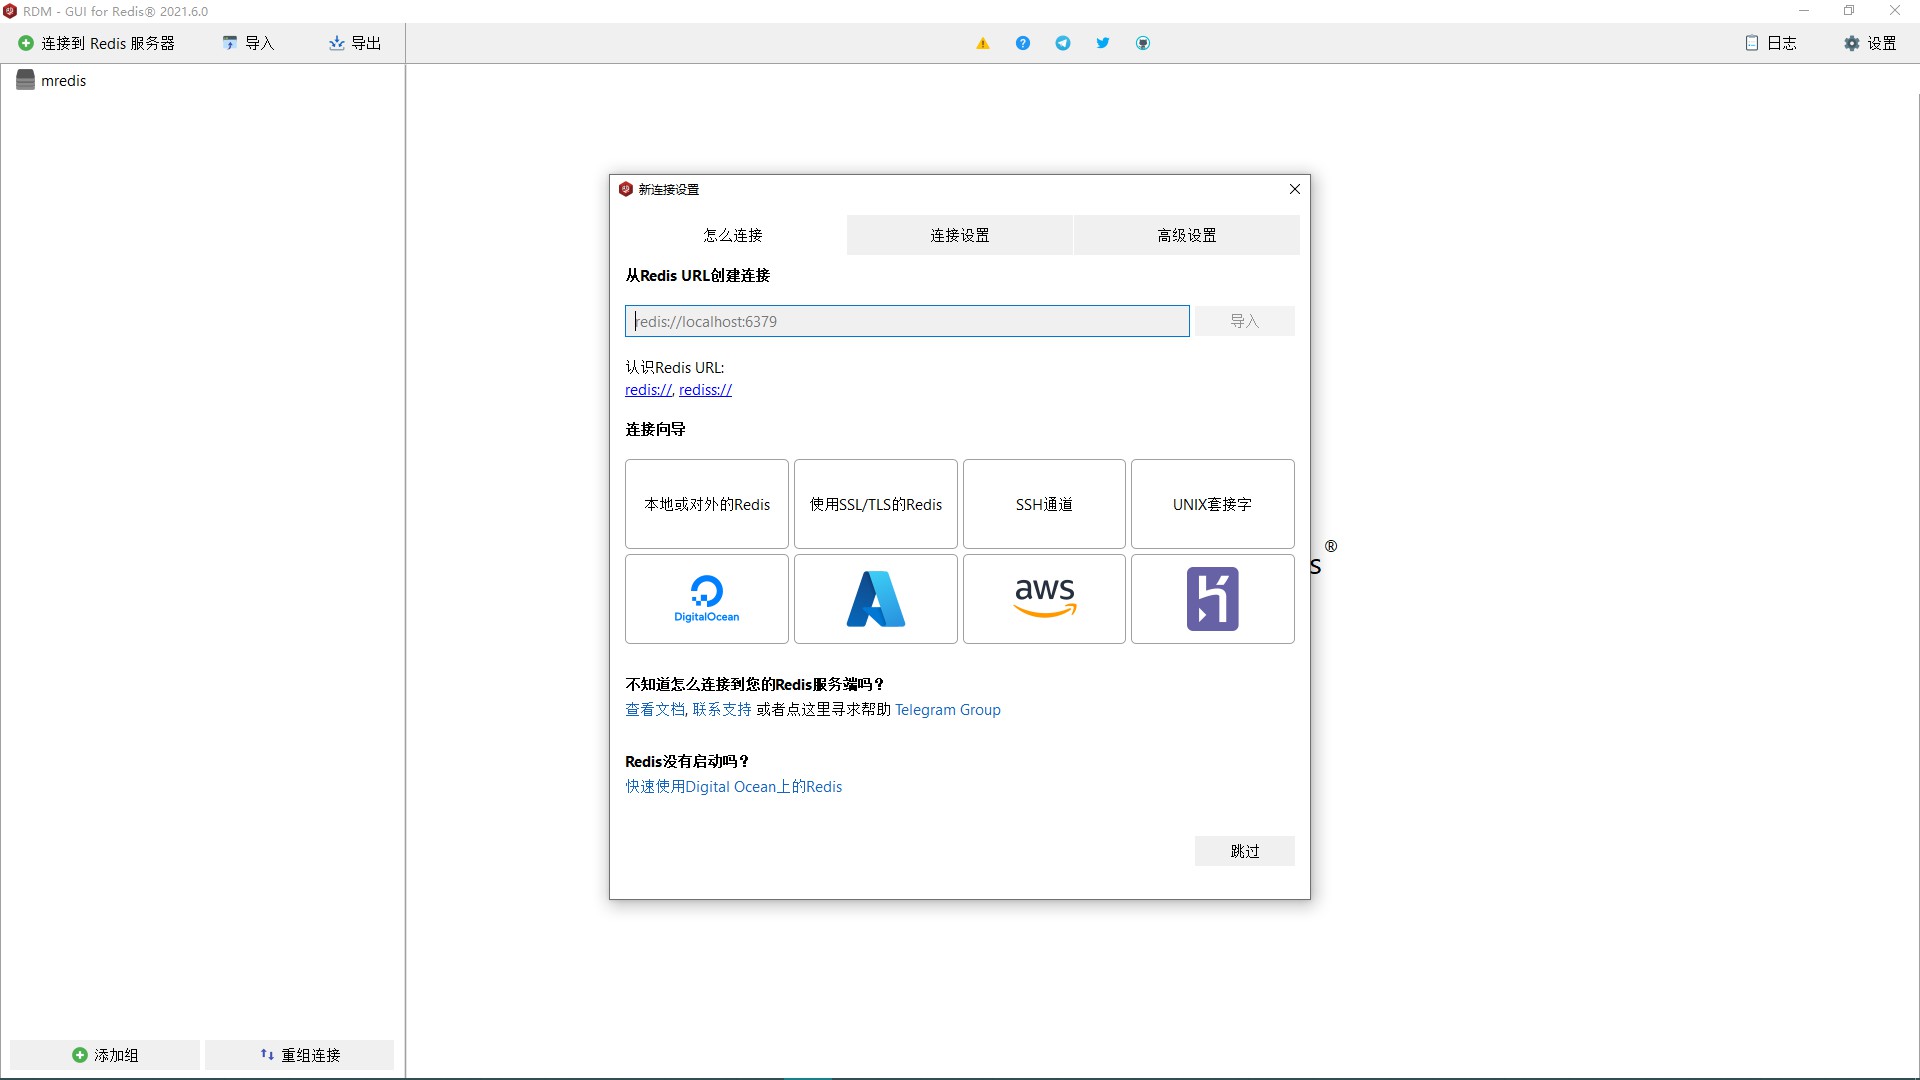 RDM - GUI for Redis® 2021.6.0
连接到 Redis 服务器 导入 导出 日志 设置
mredis
新连接设置
怎么连接 连接设置 高级设置
从Redis URL创建连接
redis://localhost:6379 导入
认识Redis URL:
redis://, rediss://
连接向导
本地或对外的Redis 使用SSL/TLS的Redis SSH通道 UNIX套接字
DigitalOcean aws
s®
不知道怎么连接到您的Redis服务端吗？
查看文档, 联系支持 或者点这里寻求帮助 Telegram Group
Redis没有启动吗？
快速使用Digital Ocean上的Redis
跳过
添加组 重组连接